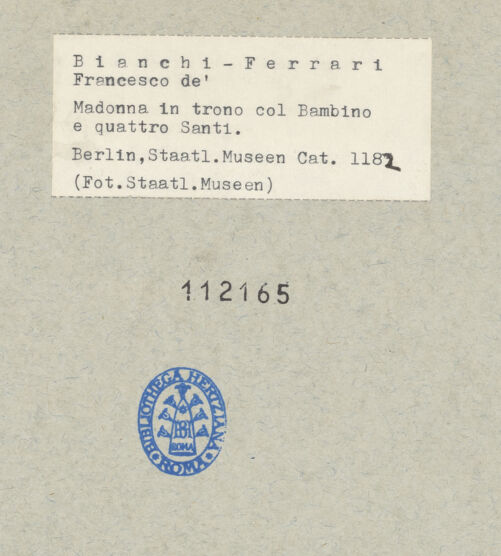 Bianchi-Ferrari
Francesco de'
Madonna in trono col Bambino
e quattro Santi.
Berlin,Staatl.Museen Cat. 1182
(Fot.Staatl.Museen)
112165
BIBLIOTHECA HERTZIANA
ROMA
• ROMA •